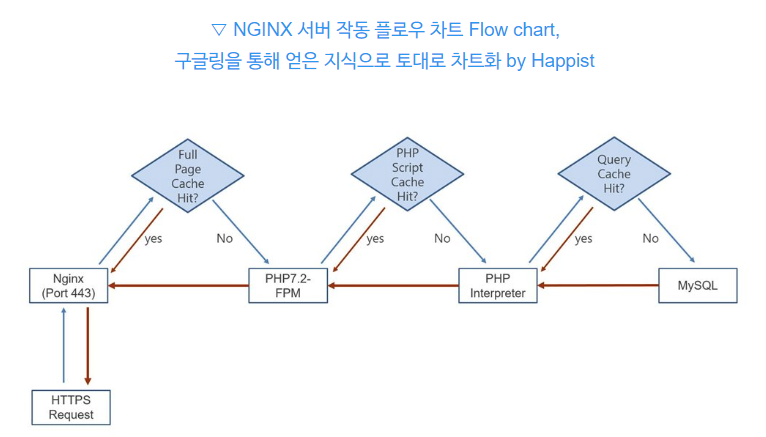 ▽ NGINX 서버 작동 플로우 차트 Flow chart,
구글링을 통해 얻은 지식으로 토대로 차트화 by Happist
Full
Page
Cache
Hit?
PHP
Script
Cache
Hit?
Query
Cache
Hit?
yes
No
yes
No
yes
No
Nginx
(Port 443)
PHP7.2-
FPM
PHP
Interpreter
MySQL
HTTPS
Request